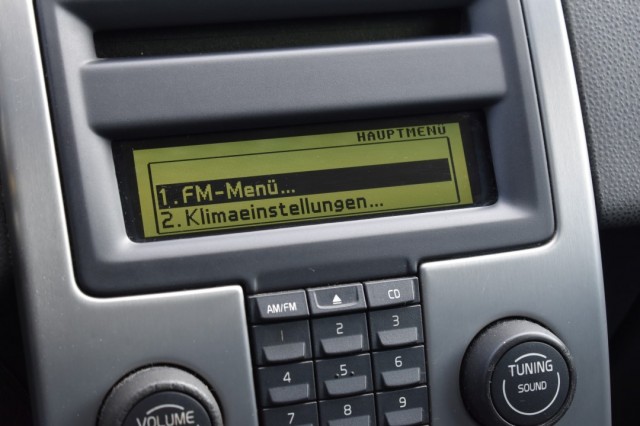 HAUPTMENÜ
1.FM-Menü...
2.Klimaeinstellungen...
AM/FM
CD
1 2 3
4 .5. 6
7 8 9
TUNING
SOUND
VOLUME